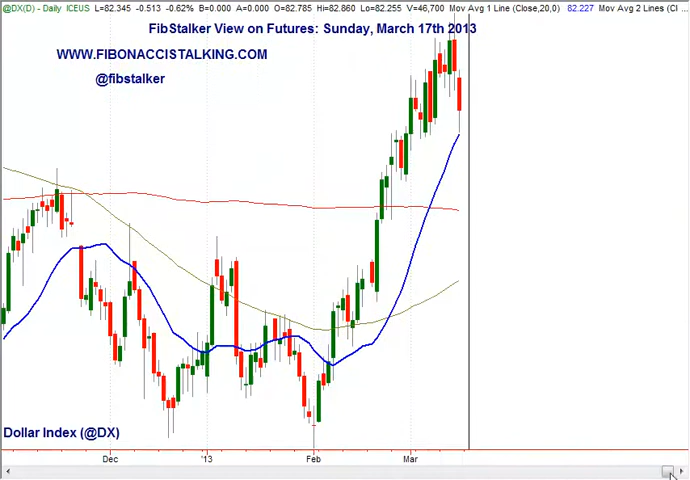 @DX(D) - Daily ICEUS L=82.345 -0.513 -0.62% B=0.000 A=0.000 O=82.785 Hi=82.860 Lo=82.255 V=46,700 Mov Avg 1 Line (Close,20,0) 82.227 Mov Avg 2 Lines (Cl ...
FibStalker View on Futures: Sunday, March 17th 2013
WWW.FIBONACCISTALKING.COM
@fibstalker
Dollar Index (@DX)
Dec '13 Feb Mar